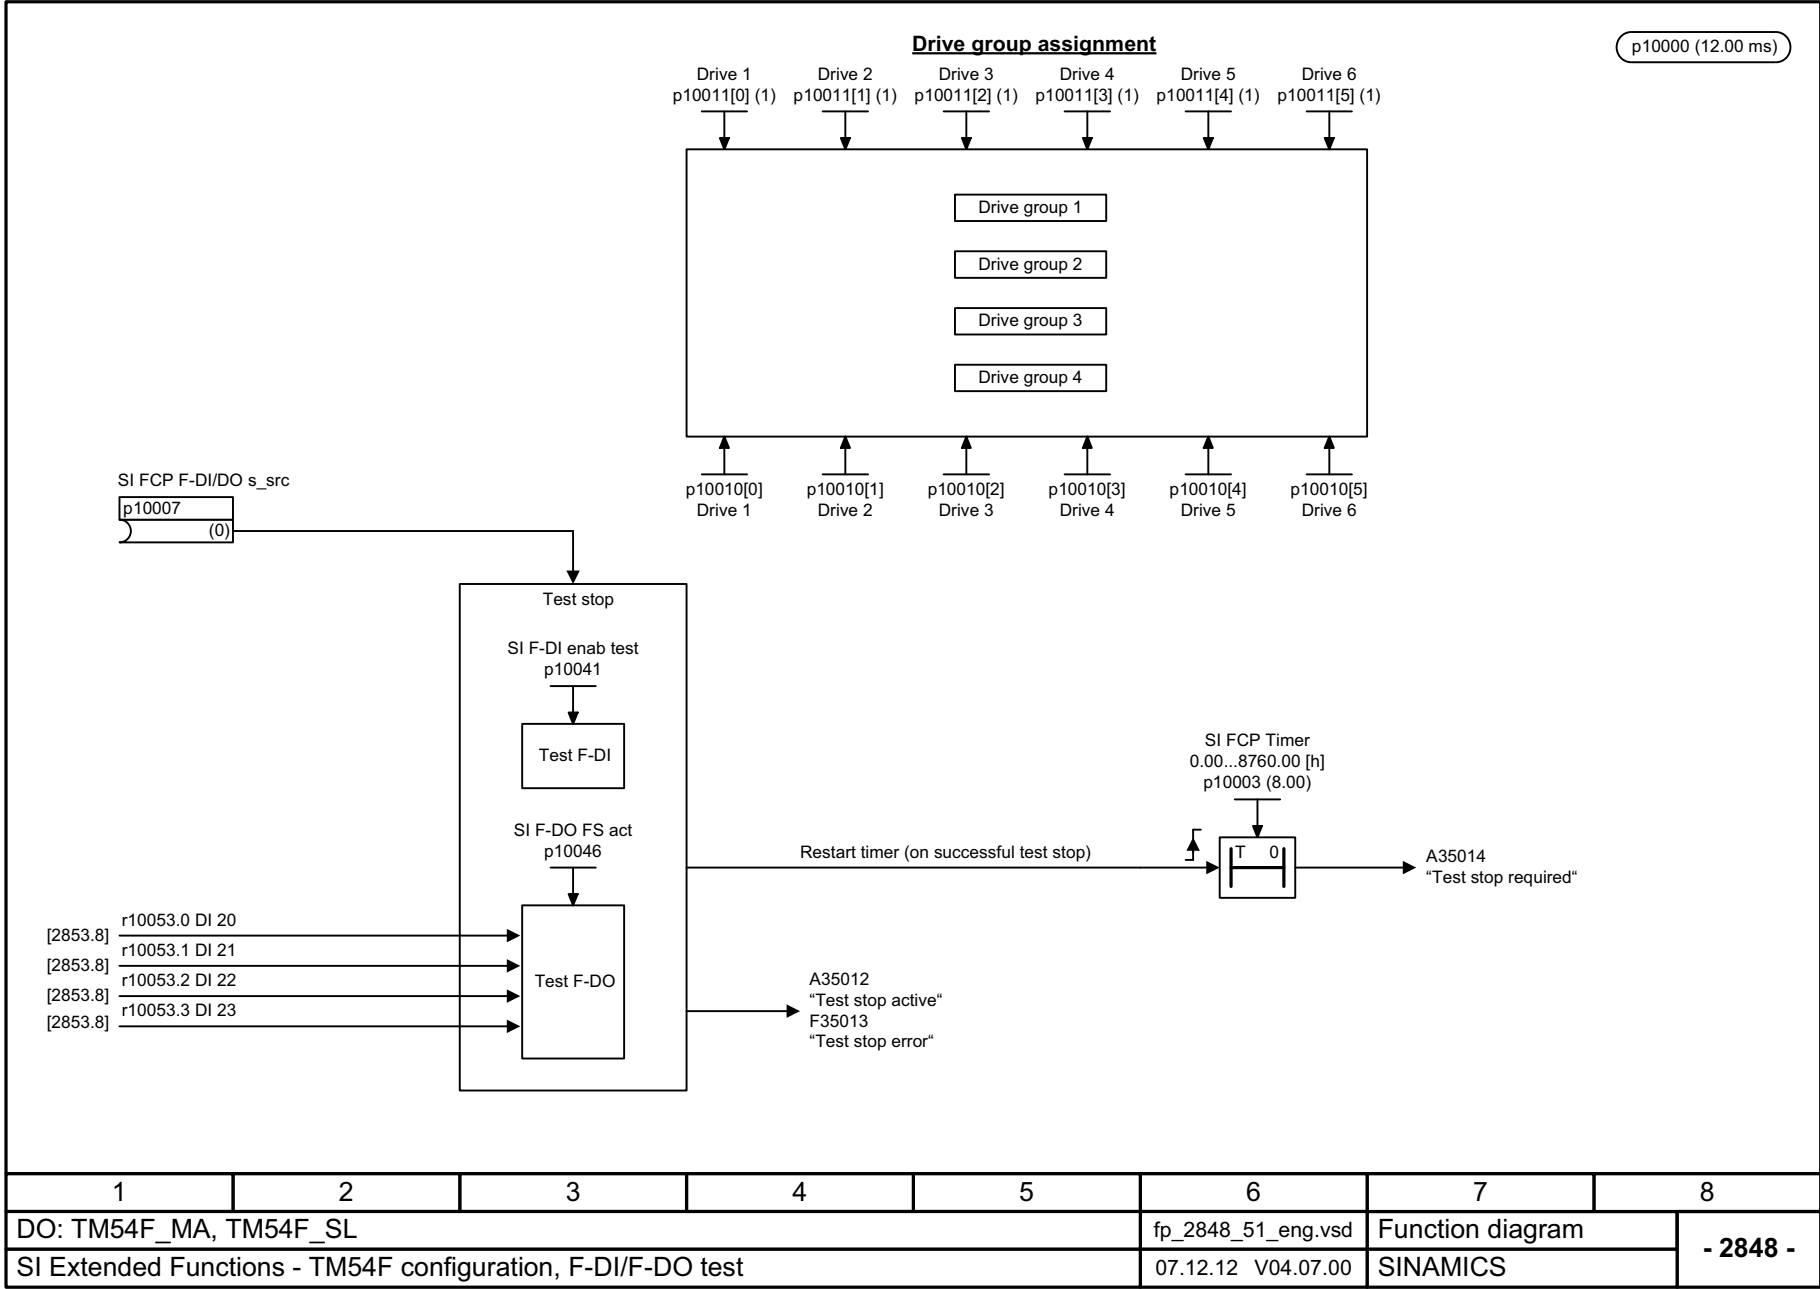 Drive group assignment
p10000 (12.00 ms)
Drive 1 Drive 2 Drive 3 Drive 4 Drive 5 Drive 6
p10011[0] (1) p10011[1] (1) p10011[2] (1) p10011[3] (1) p10011[4] (1) p10011[5] (1)
Drive group 1
Drive group 2
Drive group 3
Drive group 4
p10010[0] p10010[1] p10010[2] p10010[3] p10010[4] p10010[5]
Drive 1 Drive 2 Drive 3 Drive 4 Drive 5 Drive 6
SI FCP F-DI/DO s_src
p10007
(0)
Test stop
SI F-DI enab test
p10041
Test F-DI
SI F-DO FS act
p10046
Test F-DO
[2853.8] r10053.0 DI 20
[2853.8] r10053.1 DI 21
[2853.8] r10053.2 DI 22
[2853.8] r10053.3 DI 23
Restart timer (on successful test stop)
SI FCP Timer
0.00...8760.00 [h]
p10003 (8.00)
T 0
A35014
“Test stop required“
A35012
“Test stop active“
F35013
“Test stop error“
1 2 3 4 5 6 7 8
DO: TM54F_MA, TM54F_SL fp_2848_51_eng.vsd Function diagram
- 2848 -
SI Extended Functions - TM54F configuration, F-DI/F-DO test 07.12.12 V04.07.00 SINAMICS